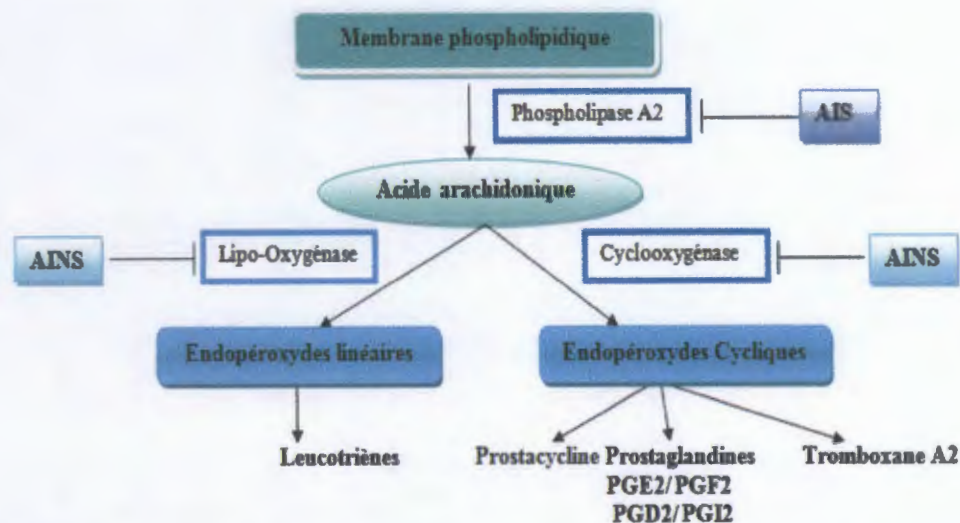 Membrane phospholipidique
Phospholipase A2
AIS
Acide arachidonique
AINS
Lipo-Oxygénase
Cyclooxygénase
AINS
Endopéroxydes linéaires
Endopéroxydes Cycliques
Leucotriènes
Prostacycline Prostaglandines
Tromboxane A2
PGE2/PGF2
PGD2/PGI2